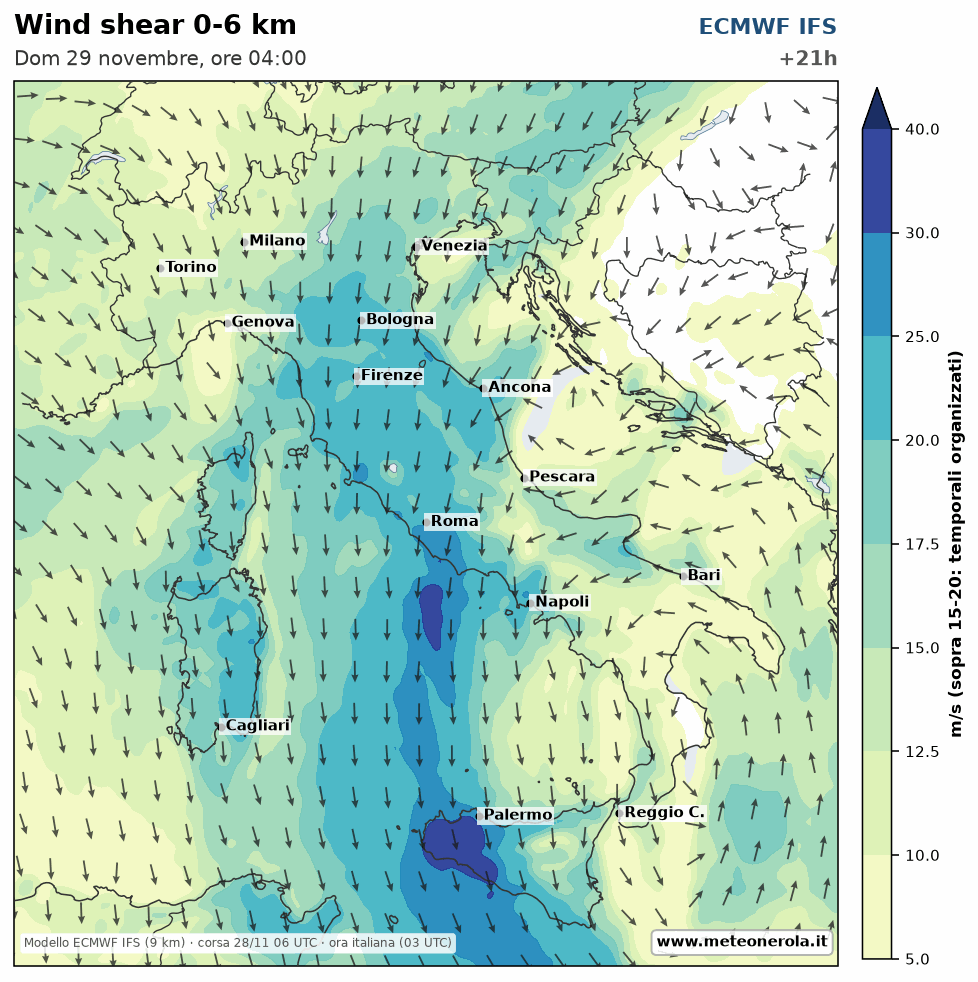 Wind shear 0-6 km
ECMWF IFS
Dom 29 novembre, ore 04:00
+21h
40.0
30.0
25.0
20.0
17.5
15.0
12.5
10.0
5.0
m/s (sopra 15-20: temporali organizzati)
Milano
Venezia
Torino
Genova
Bologna
Firenze
Ancona
Pescara
Roma
Bari
Napoli
Cagliari
Palermo
Reggio C.
Modello ECMWF IFS (9 km) · corsa 28/11 06 UTC · ora italiana (03 UTC)
www.meteonerola.it